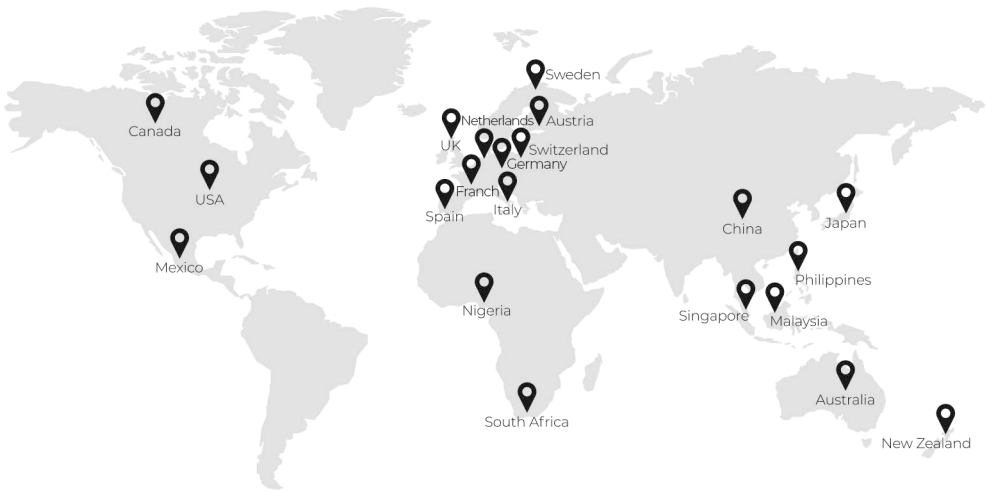 Sweden
Canada
Netherlands
Austria
UK
Switzerland
Germany
Franch
USA
Italy
Spain
Japan
China
Mexico
Philippines
Nigeria
Singapore
Malaysia
Australia
South Africa
New Zealand